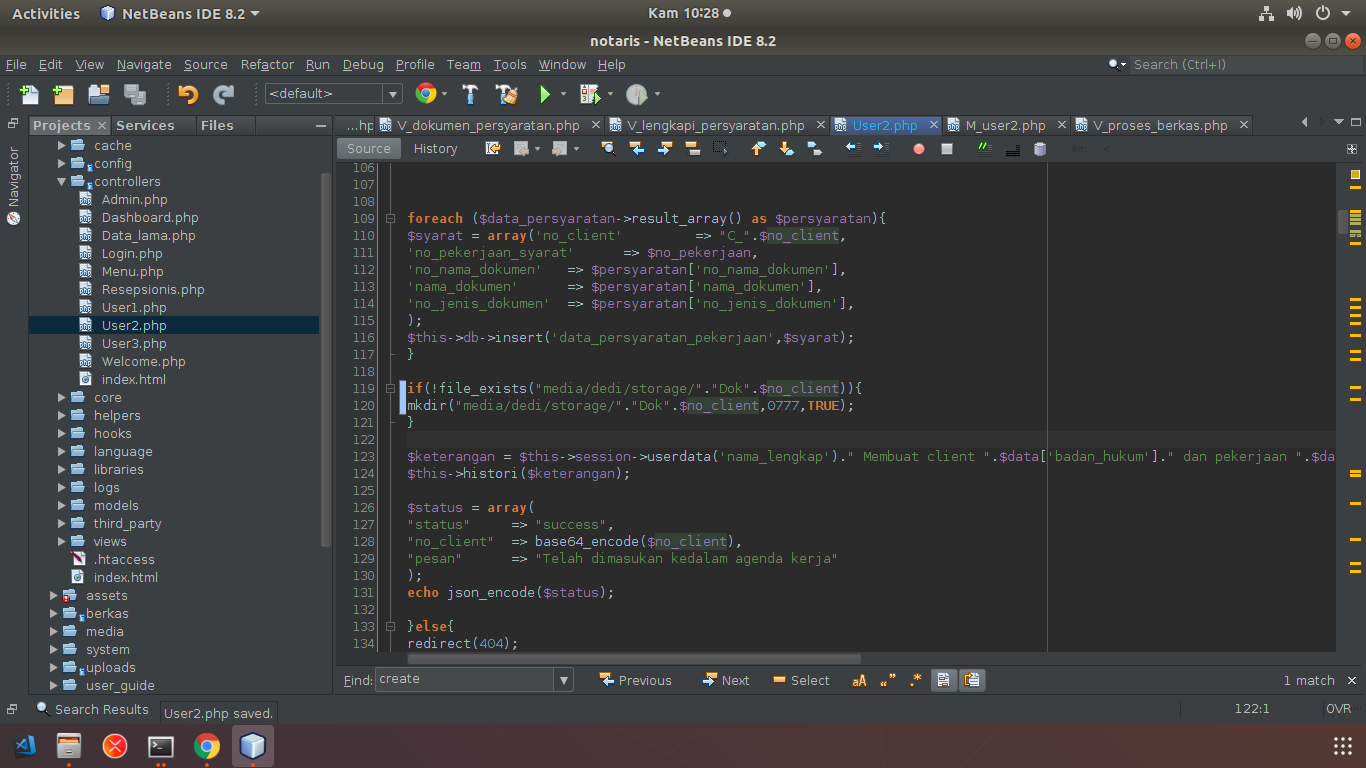 Activities NetBeans IDE 8.2 Kam 10:28
notaris - NetBeans IDE 8.2
File Edit View Navigate Source Refactor Run Debug Profile Team Tools Window Help Search (Ctrl+I)
<default>
Projects Services Files
...hp V_dokumen_persyaratan.php V_lengkapi_persyaratan.php User2.php M_user2.php V_proses_berkas.php
Source History
Navigator
cache
config
controllers
Admin.php
Dashboard.php
Data_lama.php
Login.php
Menu.php
Resepsionis.php
User1.php
User2.php
User3.php
Welcome.php
index.html
core
helpers
hooks
language
libraries
logs
models
third_party
views
.htaccess
index.html
assets
berkas
media
system
uploads
user_guide
106
107
108
109 foreach ($data_persyaratan->result_array() as $persyaratan){
110 $syarat = array('no_client' => "C_".$no_client,
111 'no_pekerjaan_syarat' => $no_pekerjaan,
112 'no_nama_dokumen' => $persyaratan['no_nama_dokumen'],
113 'nama_dokumen' => $persyaratan['nama_dokumen'],
114 'no_jenis_dokumen' => $persyaratan['no_jenis_dokumen'],
115 );
116 $this->db->insert('data_persyaratan_pekerjaan',$syarat);
117 }
118
119 if(!file_exists("media/dedi/storage/"."Dok".$no_client)){
120 mkdir("media/dedi/storage/"."Dok".$no_client,0777,TRUE);
121 }
122
123 $keterangan = $this->session->userdata('nama_lengkap')." Membuat client ".$data['badan_hukum']." dan pekerjaan ".$da
124 $this->histori($keterangan);
125
126 $status = array(
127 "status" => "success",
128 "no_client" => base64_encode($no_client),
129 "pesan" => "Telah dimasukan kedalam agenda kerja"
130 );
131 echo json_encode($status);
132
133 }else{
134 redirect(404);
Find: create Previous Next Select 1 match
Search Results User2.php saved. 122:1 OVR